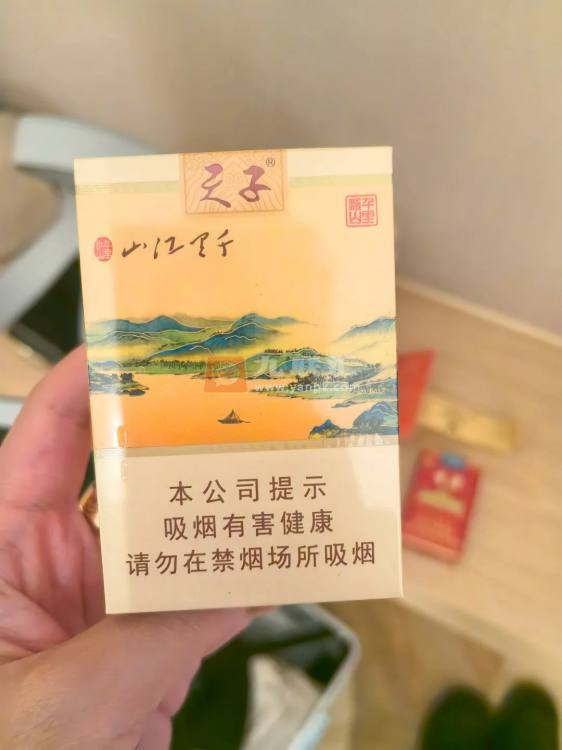 天子®
千里江山
本公司提示
吸烟有害健康
请勿在禁烟场所吸烟